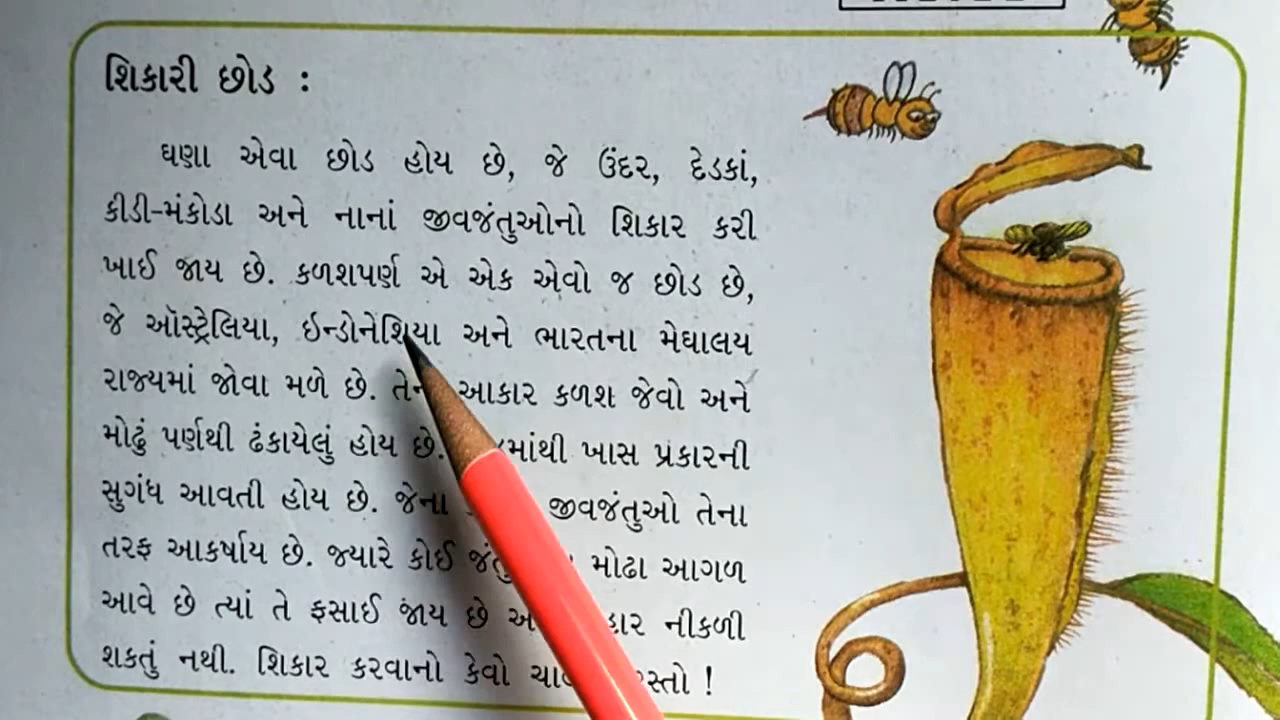 શિકારી છોડ :
ઘણા એવા છોડ હોય છે, જે ઉંદર, દેડકાં,
કીડી-મંકોડા અને નાનાં જીવજંતુઓનો શિકાર કરી
ખાઈ જાય છે. કળશપર્ણ એ એક એવો જ છોડ છે,
જે ઑસ્ટ્રેલિયા, ઇન્ડોનેશિયા અને ભારતના મેઘાલય
રાજ્યમાં જોવા મળે છે. આકાર કળશ જેવો અને
મોઢું પર્ણથી ઢંકાયેલું હોય છે. ખાસ પ્રકારની
સુગંધ આવતી હોય છે. જેના જીવજંતુઓ તેના
તરફ આકર્ષાય છે. જ્યારે કોઈ મોઢા આગળ
આવે છે ત્યાં તે ફસાઈ જાય છે નીકળી
શકતું નથી. શિકાર કરવાનો કેવો !